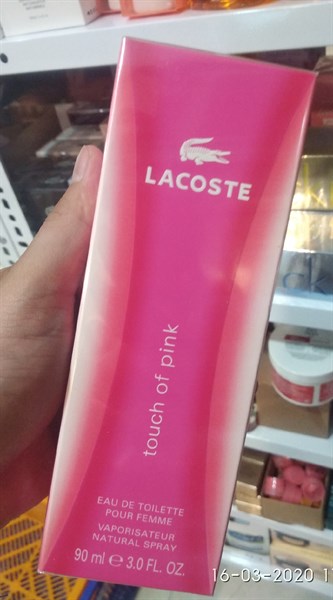 LACOSTE
touch of pink
EAU DE TOILETTE
POUR FEMME
VAPORISATEUR
NATURAL SPRAY
90 ml e 3.0 FL. OZ.
16-03-2020 1